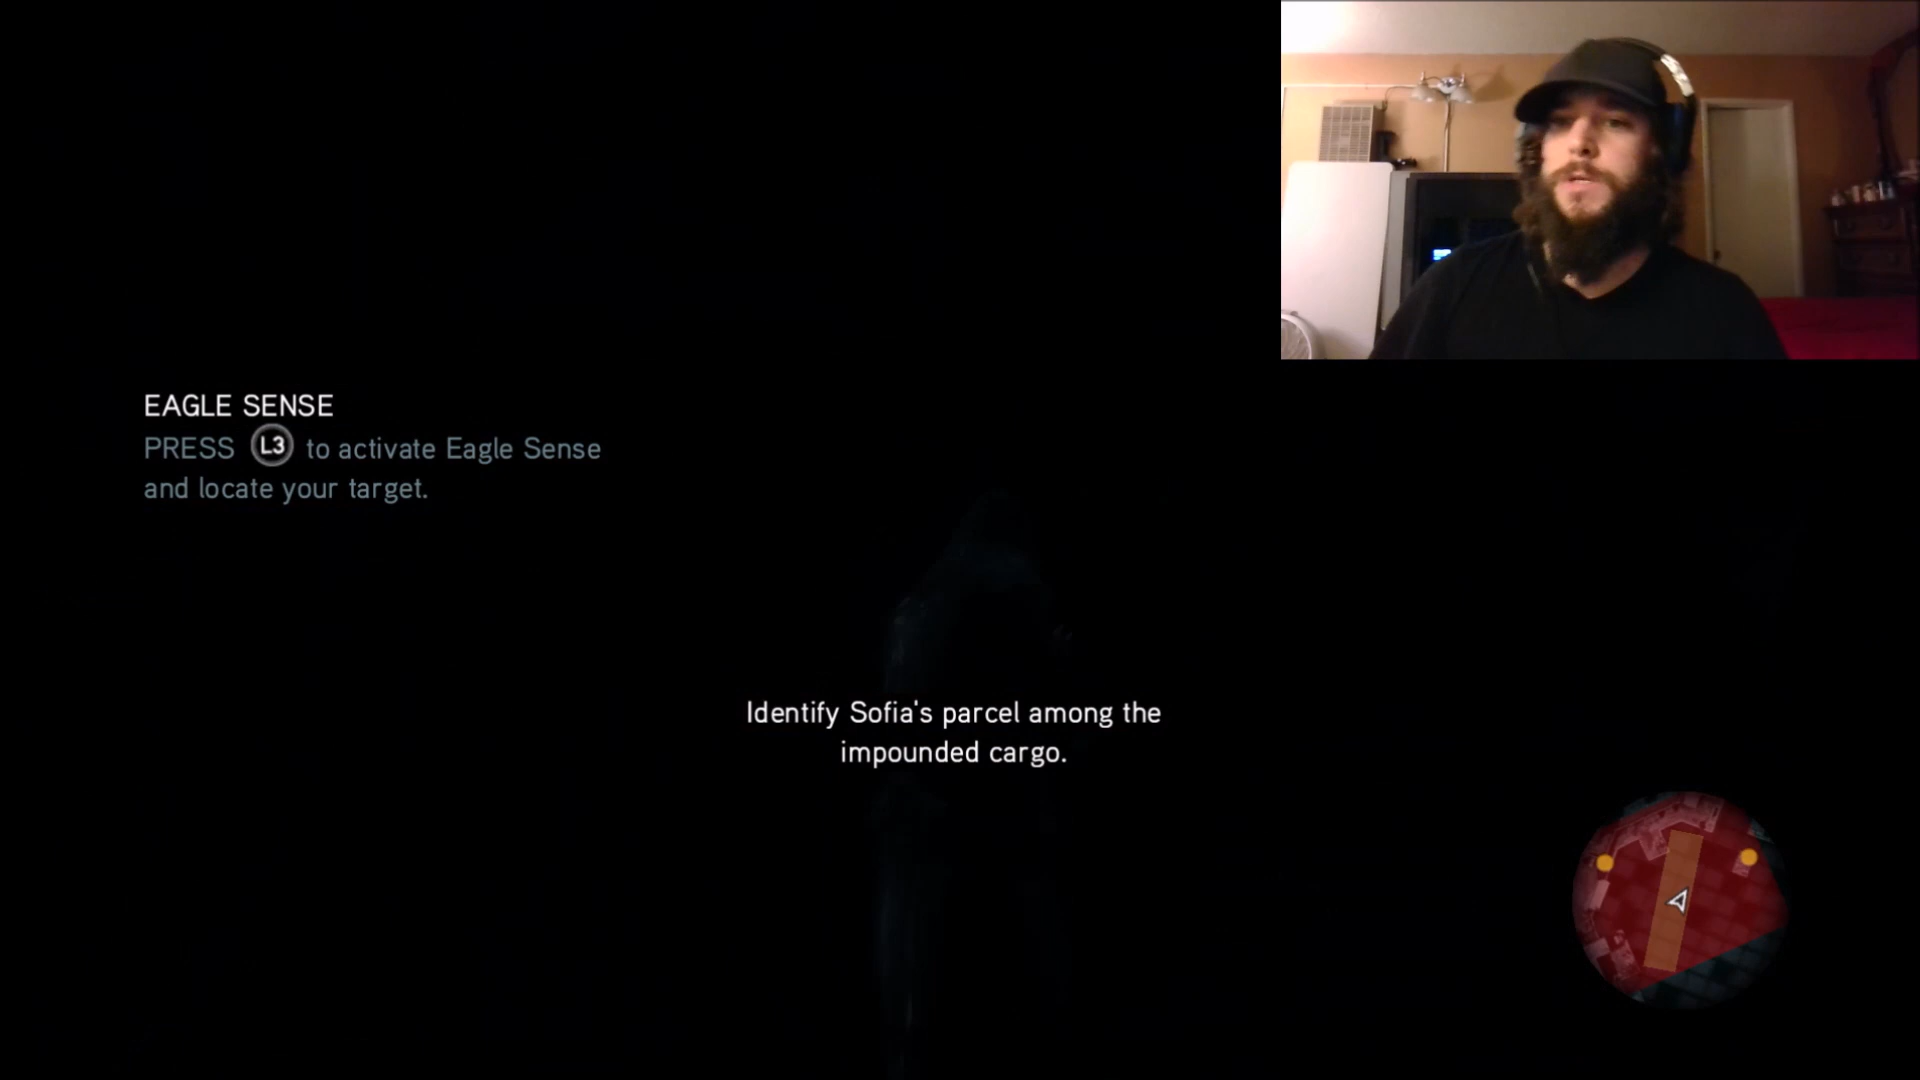 EAGLE SENSE
PRESS L3 to activate Eagle Sense
and locate your target.
Identify Sofia's parcel among the
impounded cargo.